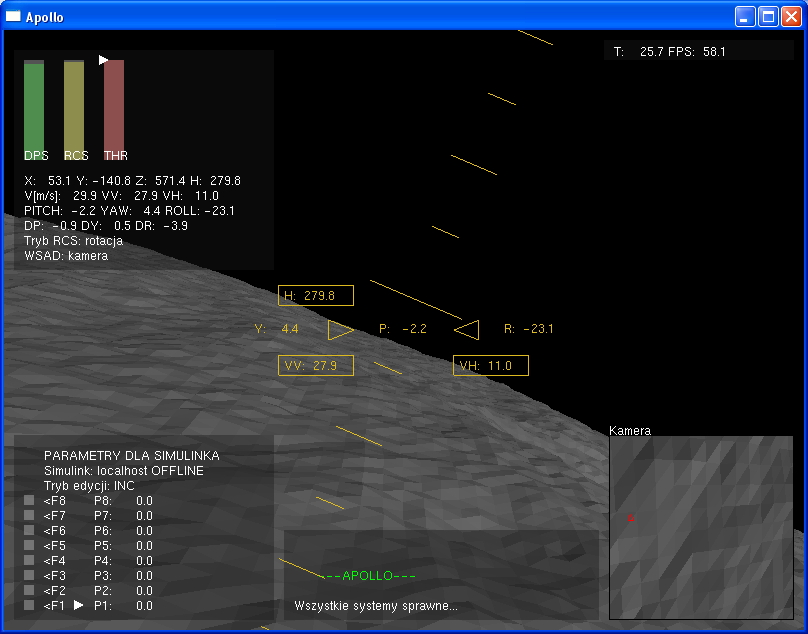 Apollo
T: 25.7 FPS: 58.1
DPS RCS THR
X: 53.1 Y: -140.8 Z: 571.4 H: 279.8
V[m/s]: 29.9 VV: 27.9 VH: 11.0
PITCH: -2.2 YAW: 4.4 ROLL: -23.1
DP: -0.9 DY: 0.5 DR: -3.9
Tryb RCS: rotacja
WSAD: kamera
H: 279.8
Y: 4.4 P: -2.2 R: -23.1
VV: 27.9 VH: 11.0
Kamera
PARAMETRY DLA SIMULINKA
Simulink: localhost OFFLINE
Tryb edycji: INC
<F8 P8: 0.0
<F7 P7: 0.0
<F6 P6: 0.0
<F5 P5: 0.0
<F4 P4: 0.0
<F3 P3: 0.0
<F2 P2: 0.0
<F1 P1: 0.0
---APOLLO---
Wszystkie systemy sprawne...